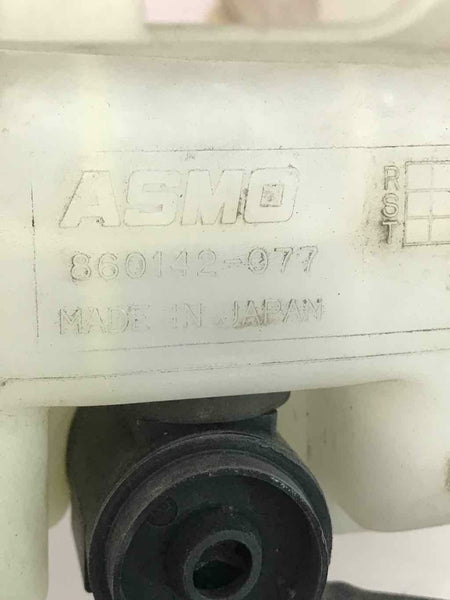 ASMO
860142-077
MADE IN JAPAN
RST